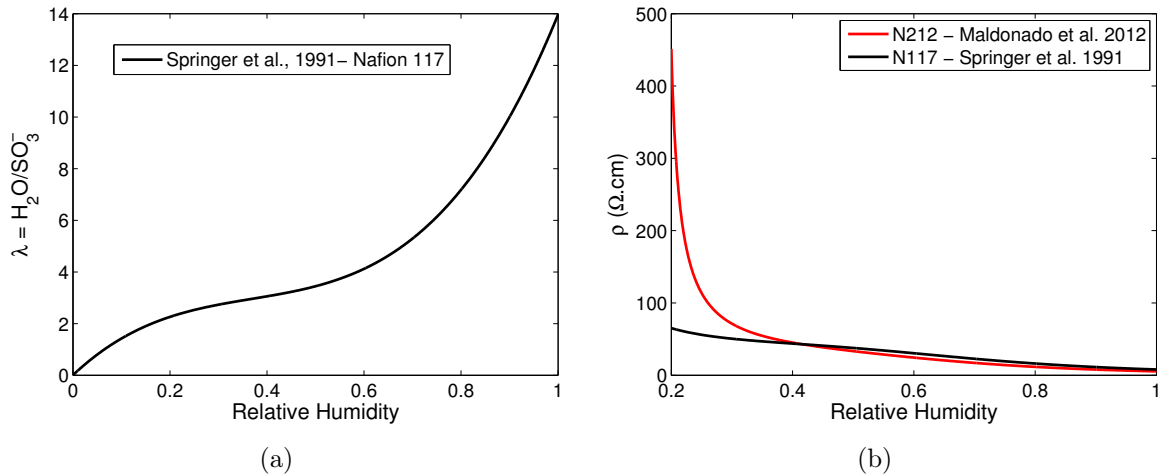 14
12
10
8
6
4
2
0
λ = H₂O/SO₃⁻
Springer et al., 1991− Nafion 117
0 0.2 0.4 0.6 0.8 1
Relative Humidity
(a)
500
400
300
200
100
0
ρ (Ω.cm)
N212 − Maldonado et al. 2012
N117 − Springer et al. 1991
0.2 0.4 0.6 0.8 1
Relative Humidity
(b)